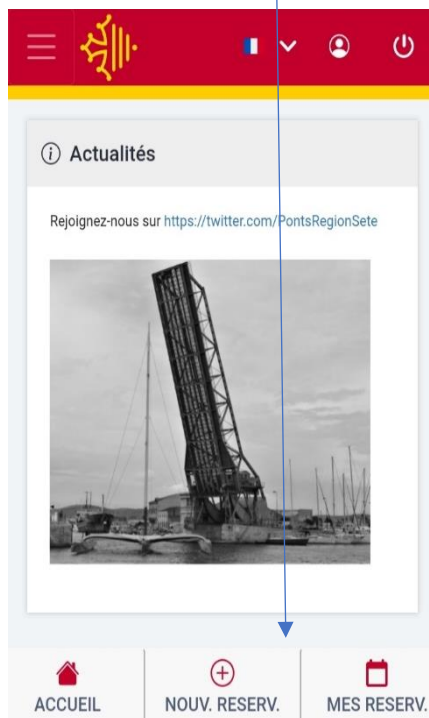 Actualités
Rejoignez-nous sur https://twitter.com/PontsRegionSete
ACCUEIL
NOUV. RESERV.
MES RESERV.